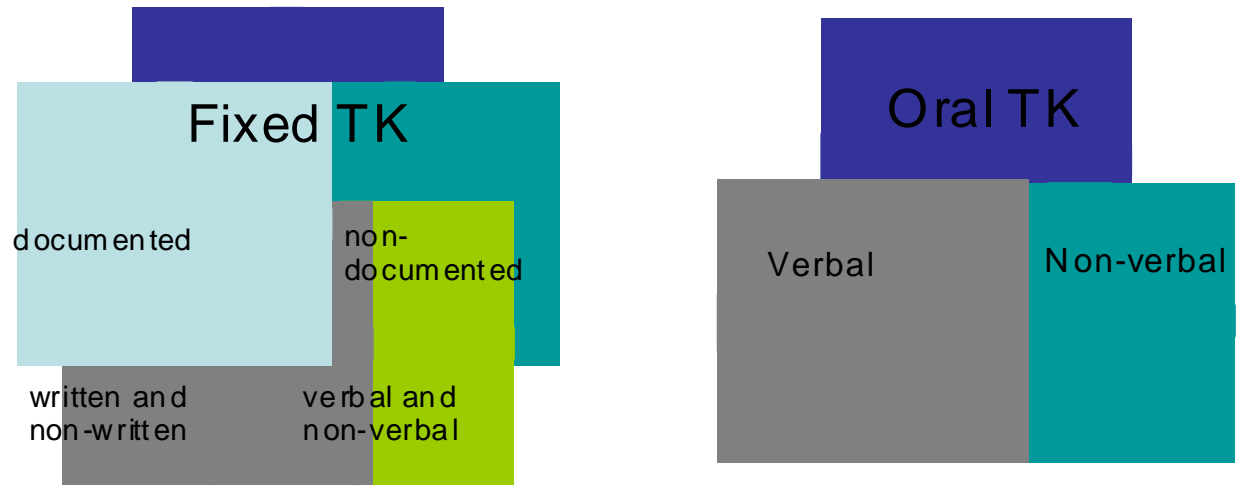 Fixed TK
documented
non-
documented
written and
non-written
verbal and
non-verbal
Oral TK
Verbal
Non-verbal